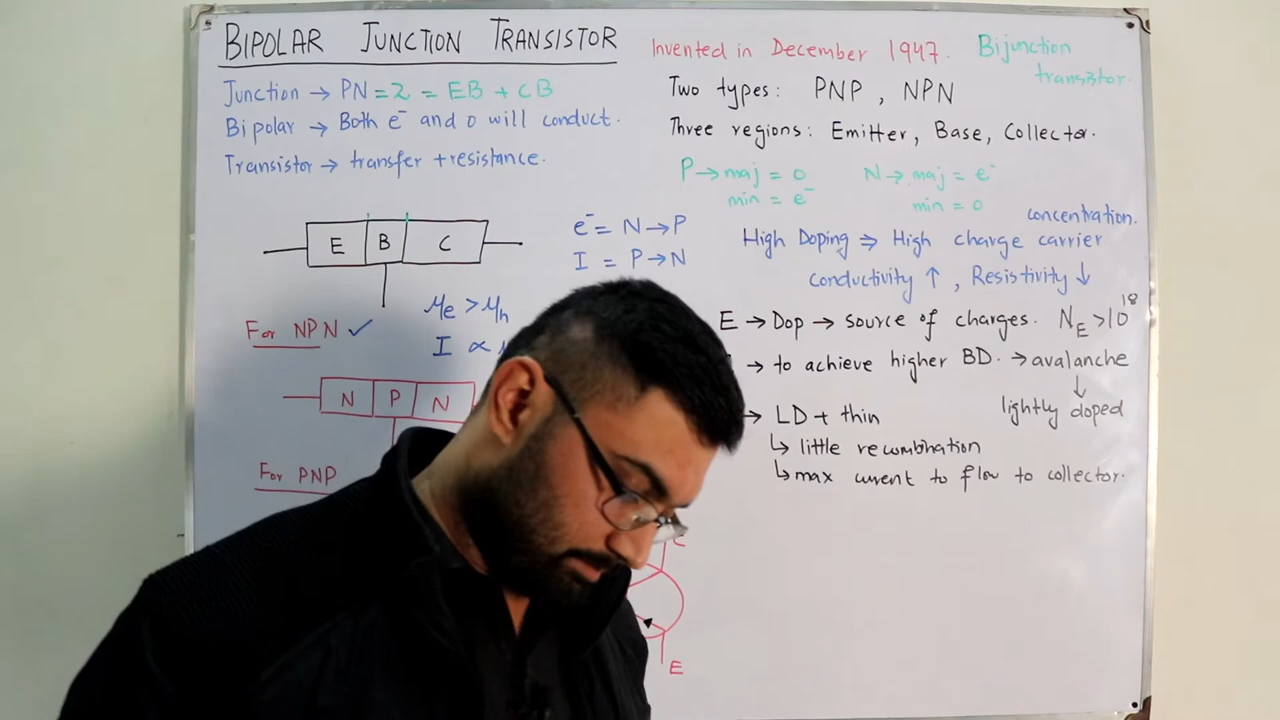 BIPOLAR JUNCTION TRANSISTOR
Junction → PN = 2 = EB + CB
Bipolar → Both e⁻ and o will conduct.
Transistor → transfer + resistance.
E B C
e⁻ = N → P
I = P → N
μe > μh
For NPN ✓
I ∝
N P N
For PNP
Invented in December 1947. Bijunction
transistor.
Two types: PNP, NPN
Three regions: Emitter, Base, Collector.
P → maj = o N → maj = e⁻
min = e⁻ min = o
concentration.
High Doping ⇒ High charge carrier
Conductivity ↑, Resistivity ↓
E → Dop → source of charges. N_E > 10¹⁸
→ to achieve higher BD. → avalanche
↓
→ LD + thin lightly doped
↳ little recombination
↳ max current to flow to collector.
C
E